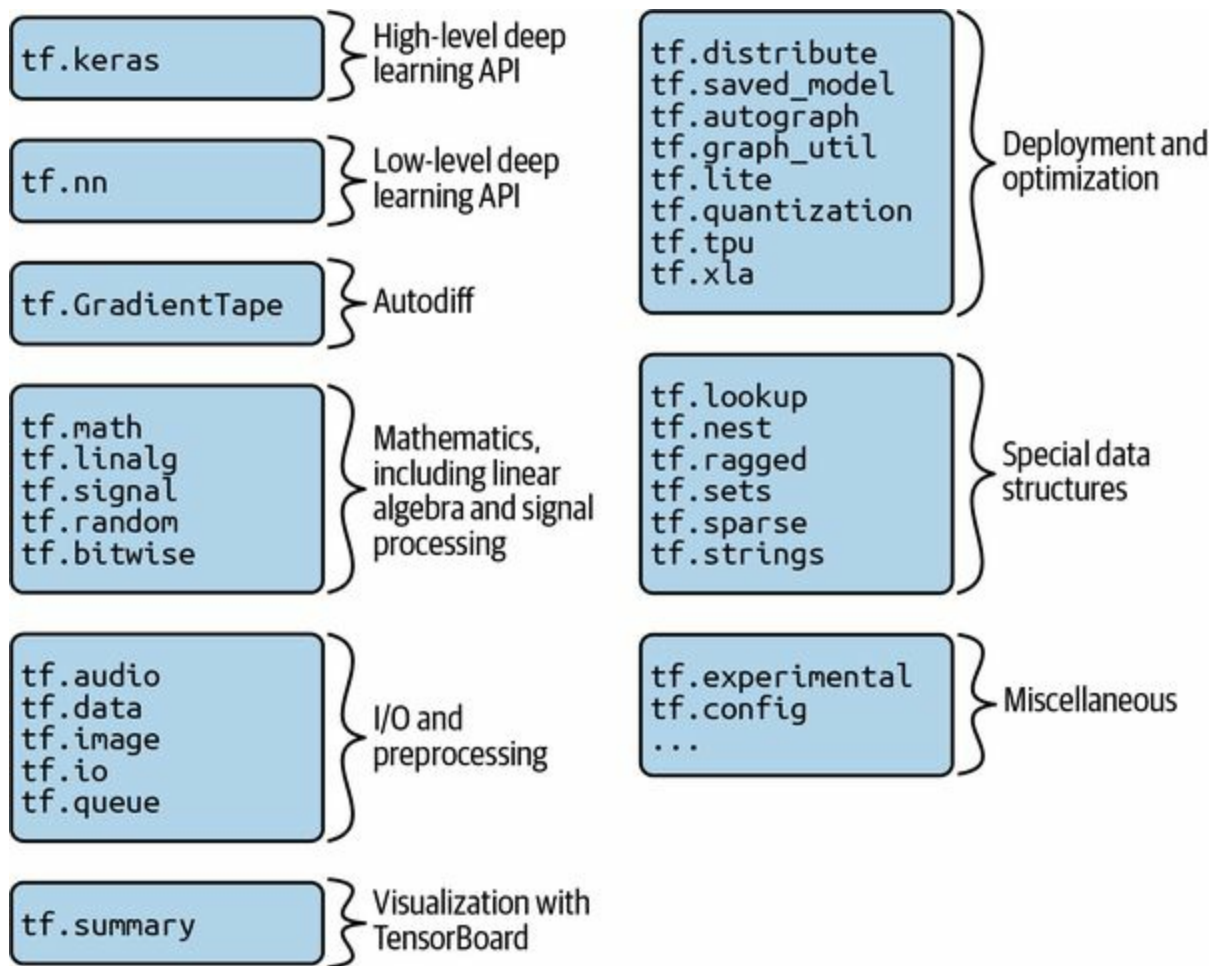 tf.keras
High-level deep
learning API
tf.nn
Low-level deep
learning API
tf.GradientTape
Autodiff
tf.math
tf.linalg
tf.signal
tf.random
tf.bitwise
Mathematics,
including linear
algebra and signal
processing
tf.audio
tf.data
tf.image
tf.io
tf.queue
I/O and
preprocessing
tf.summary
Visualization with
TensorBoard
tf.distribute
tf.saved_model
tf.autograph
tf.graph_util
tf.lite
tf.quantization
tf.tpu
tf.xla
Deployment and
optimization
tf.lookup
tf.nest
tf.ragged
tf.sets
tf.sparse
tf.strings
Special data
structures
tf.experimental
tf.config
...
Miscellaneous